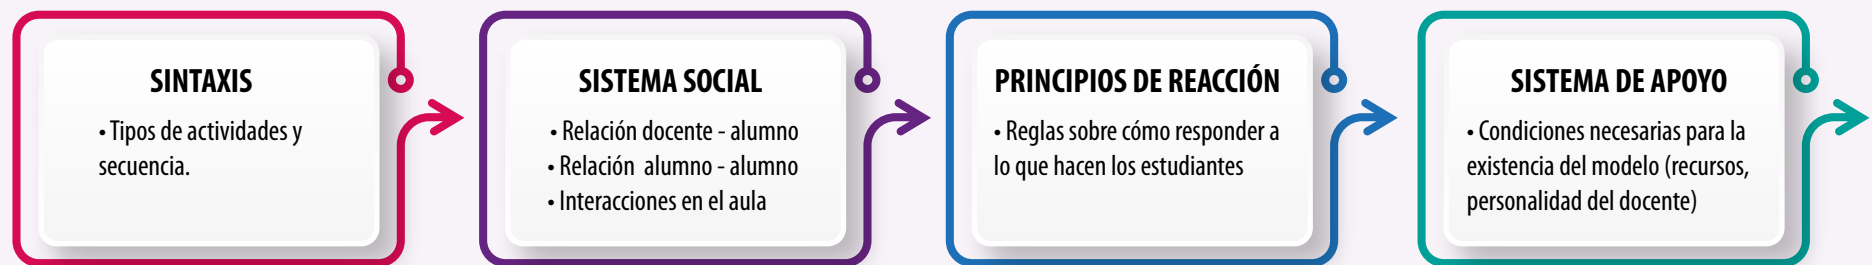 SINTAXIS
• Tipos de actividades y
secuencia.
SISTEMA SOCIAL
• Relación docente - alumno
• Relación  alumno - alumno
• Interacciones en el aula
PRINCIPIOS DE REACCIÓN
• Reglas sobre cómo responder a
lo que hacen los estudiantes
SISTEMA DE APOYO
• Condiciones necesarias para la
existencia del modelo (recursos,
personalidad del docente)